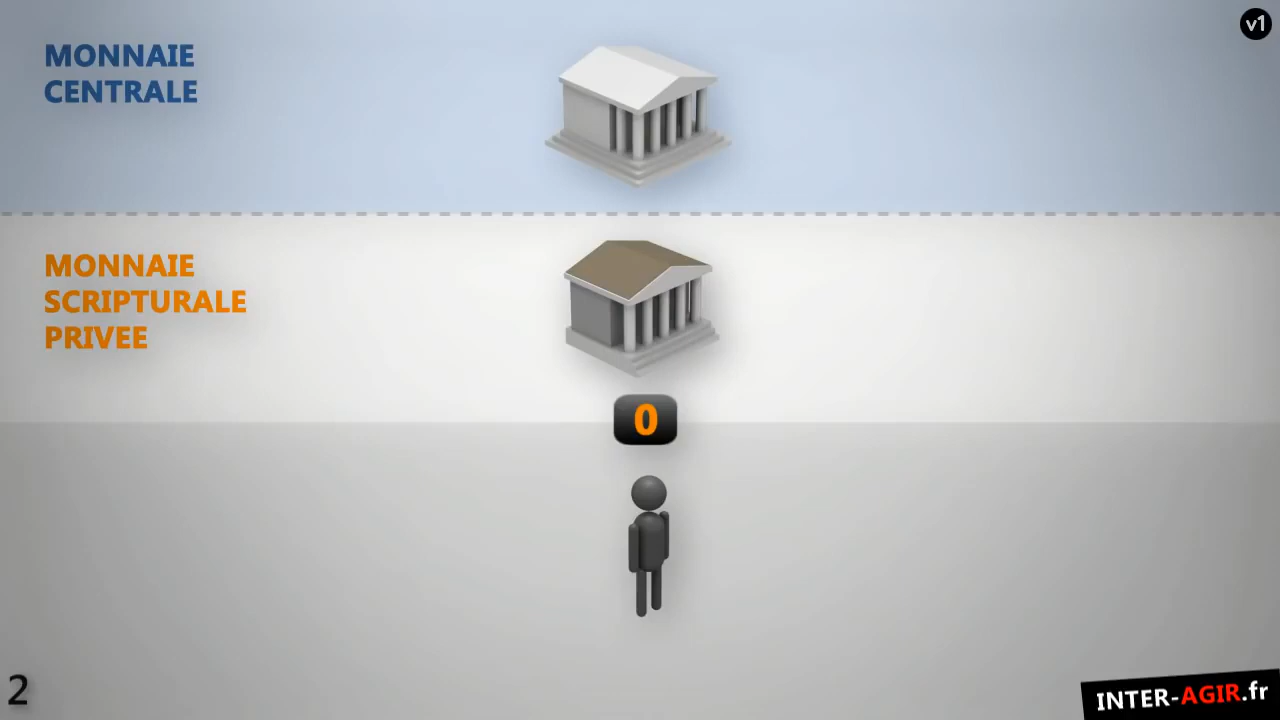 v1
MONNAIE
CENTRALE
MONNAIE
SCRIPTURALE
PRIVEE
0
2
INTER-AGIR.fr